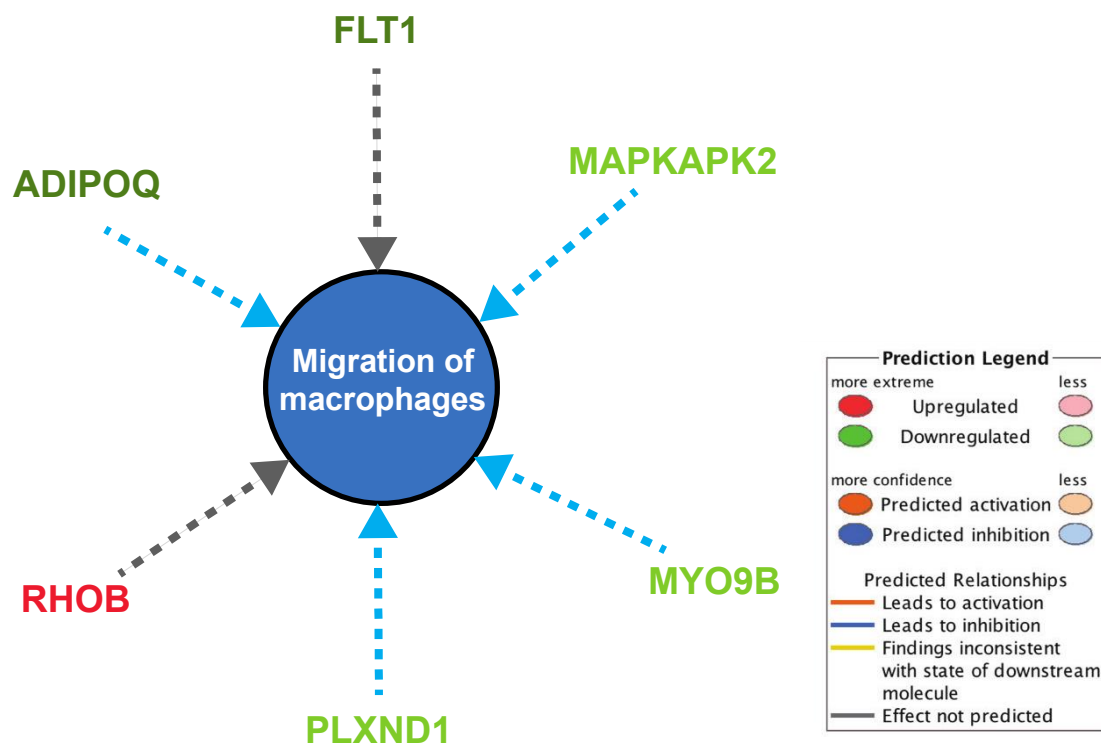 FLT1
MAPKAPK2
ADIPOQ
Migration of
macrophages
RHOB
MYO9B
PLXND1
Prediction Legend
more extreme less
Upregulated
Downregulated
more confidence less
Predicted activation
Predicted inhibition
Predicted Relationships
Leads to activation
Leads to inhibition
Findings inconsistent
with state of downstream
molecule
Effect not predicted